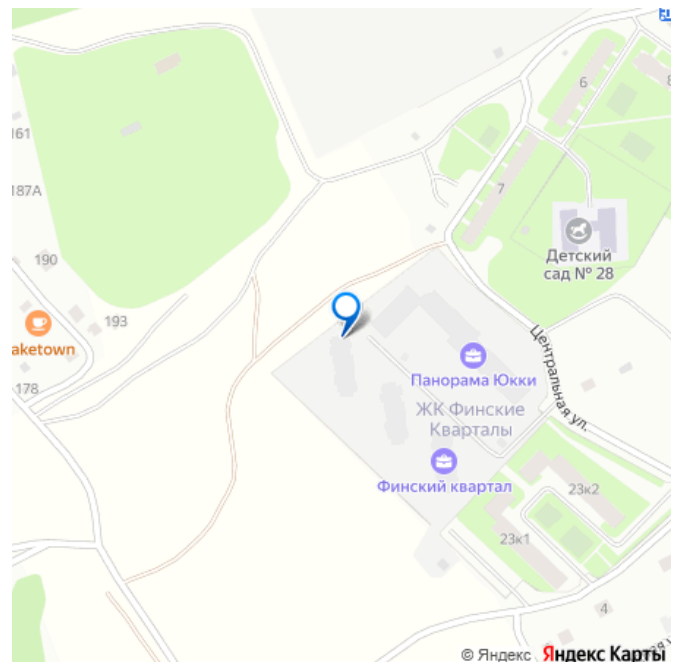 6
8
161
7
187А
Детский
сад № 28
190
193
aketown
Центральная ул.
Панорама Юкки
178
ЖК Финские
Кварталы
Финский квартал
23к2
23к1
4
© Яндекс Яндекс Карты